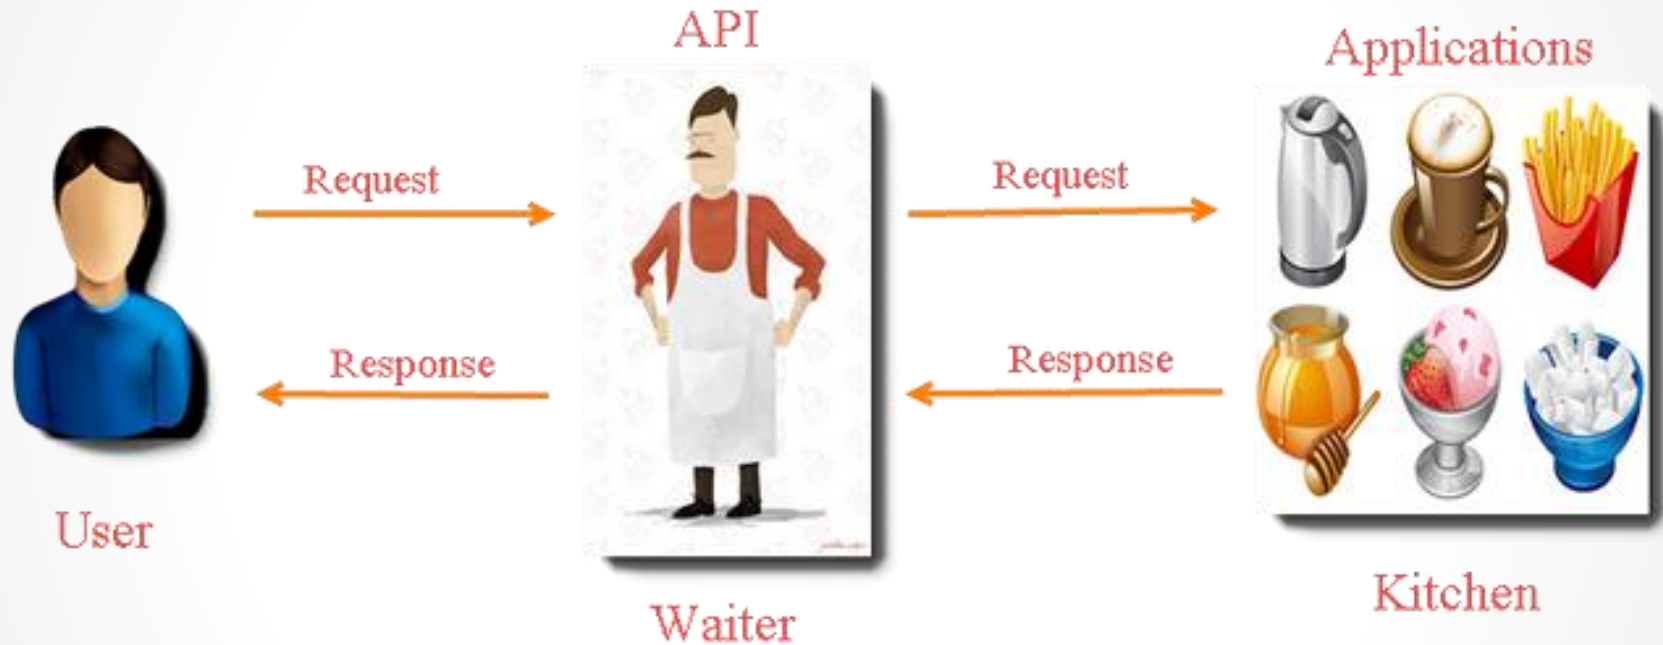 API
Applications
Request
Request
Response
Response
User
Kitchen
Waiter